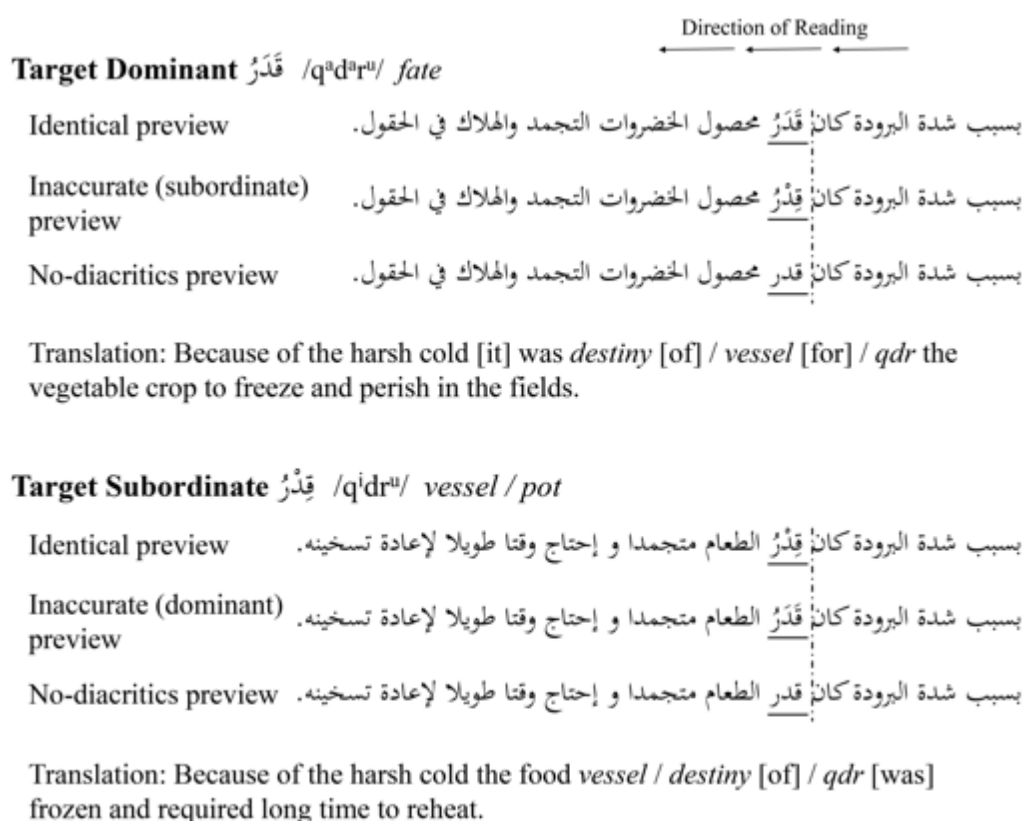 Direction of Reading
Target Dominant قَدَرُ /qᵃdᵃrᵘ/ fate
Identical preview بسبب شدة البرودة كان قَدَرُ محصول الخضروات التجمد والهلاك في الحقول.
Inaccurate (subordinate)
preview بسبب شدة البرودة كان قِدْرُ محصول الخضروات التجمد والهلاك في الحقول.
No-diacritics preview بسبب شدة البرودة كان قدر محصول الخضروات التجمد والهلاك في الحقول.
Translation: Because of the harsh cold [it] was destiny [of] / vessel [for] / qdr the
vegetable crop to freeze and perish in the fields.
Target Subordinate قِدْرُ /qⁱdrᵘ/ vessel / pot
Identical preview بسبب شدة البرودة كان قِدْرُ الطعام متجمدا و إحتاج وقتا طويلا لإعادة تسخينه.
Inaccurate (dominant)
preview بسبب شدة البرودة كان قَدَرُ الطعام متجمدا و إحتاج وقتا طويلا لإعادة تسخينه.
No-diacritics preview بسبب شدة البرودة كان قدر الطعام متجمدا و إحتاج وقتا طويلا لإعادة تسخينه.
Translation: Because of the harsh cold the food vessel / destiny [of] / qdr [was]
frozen and required long time to reheat.